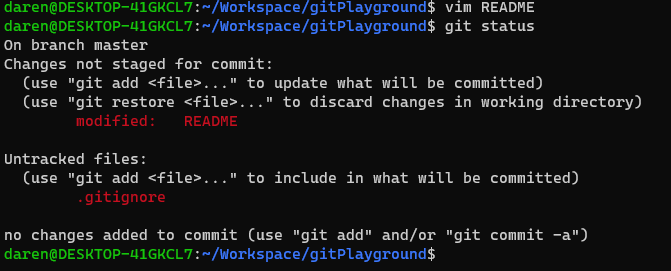 daren@DESKTOP-41GKCL7:~/Workspace/gitPlayground$ vim README
daren@DESKTOP-41GKCL7:~/Workspace/gitPlayground$ git status
On branch master
Changes not staged for commit:
  (use "git add <file>..." to update what will be committed)
  (use "git restore <file>..." to discard changes in working directory)
        modified:   README

Untracked files:
  (use "git add <file>..." to include in what will be committed)
        .gitignore

no changes added to commit (use "git add" and/or "git commit -a")
daren@DESKTOP-41GKCL7:~/Workspace/gitPlayground$